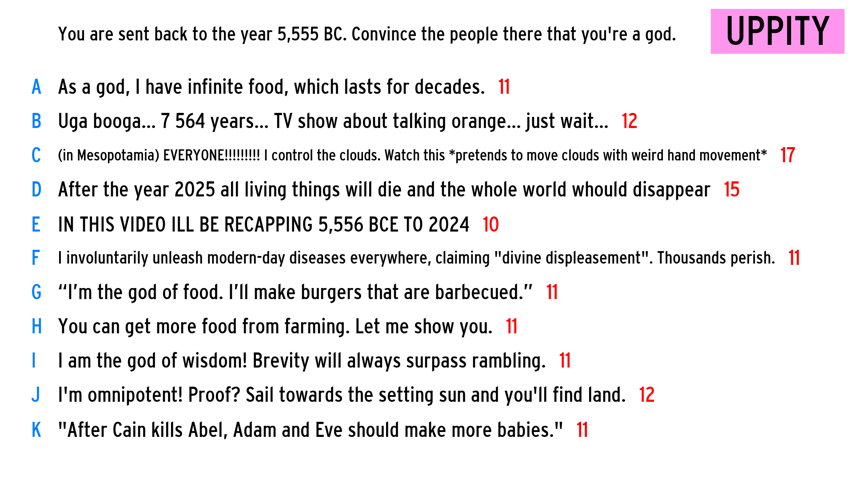 You are sent back to the year 5,555 BC. Convince the people there that you're a god.
UPPITY
A As a god, I have infinite food, which lasts for decades. 11
B Uga booga... 7 564 years... TV show about talking orange... just wait... 12
C (in Mesopotamia) EVERYONE!!!!!!!!! I control the clouds. Watch this *pretends to move clouds with weird hand movement* 17
D After the year 2025 all living things will die and the whole world whould disappear 15
E IN THIS VIDEO ILL BE RECAPPING 5,556 BCE TO 2024 10
F I involuntarily unleash modern-day diseases everywhere, claiming "divine displeasement". Thousands perish. 11
G “I’m the god of food. I’ll make burgers that are barbecued.” 11
H You can get more food from farming. Let me show you. 11
I I am the god of wisdom! Brevity will always surpass rambling. 11
J I'm omnipotent! Proof? Sail towards the setting sun and you'll find land. 12
K "After Cain kills Abel, Adam and Eve should make more babies." 11